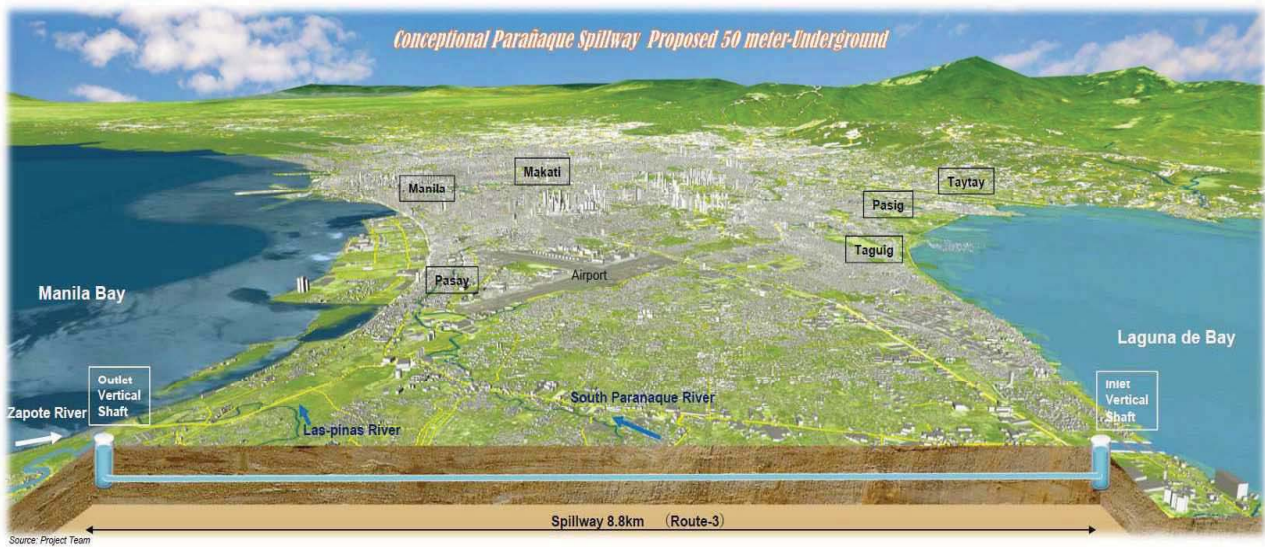 Conceptional Parañaque Spillway Proposed 50 meter-Underground
Makati
Manila
Taytay
Pasig
Taguig
Airport
Pasay
Manila Bay
Laguna de Bay
Outlet
Vertical
Shaft
Inlet
Vertical
Shaft
Zapote River
South Paranaque River
Las-pinas River
Spillway 8.8km (Route-3)
Source: Project Team